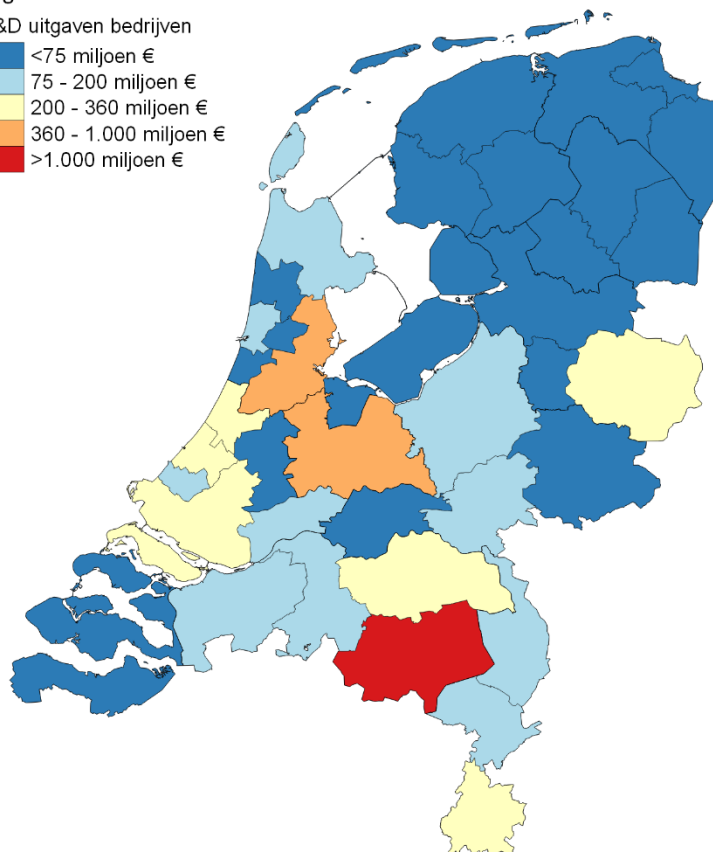 &D uitgaven bedrijven
<75 miljoen €
75 - 200 miljoen €
200 - 360 miljoen €
360 - 1.000 miljoen €
>1.000 miljoen €